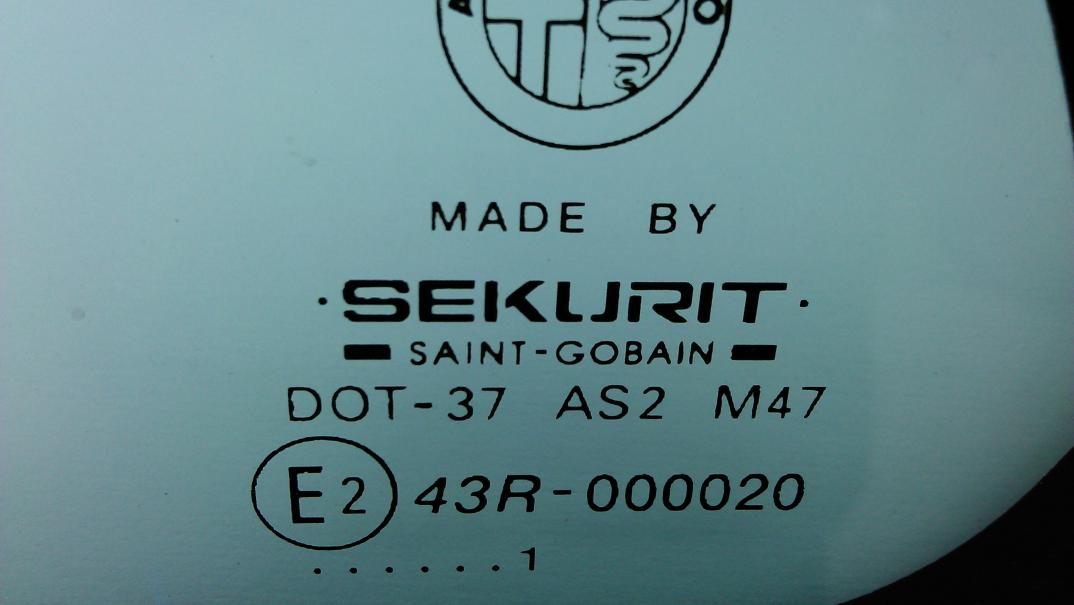 A O
MADE BY
·SEKURIT·
SAINT-GOBAIN
DOT-37 AS2 M47
E2 43R-000020
. . . . . . 1